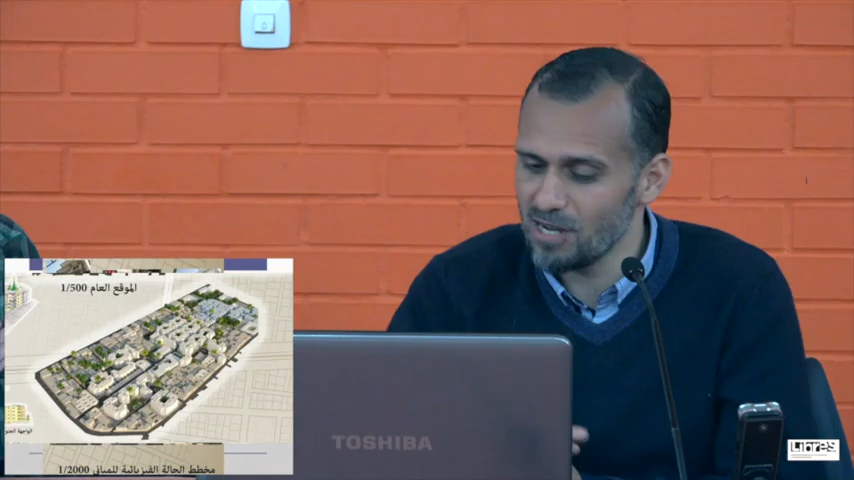 الموقع العام 1/500
مخطط الحالة الفيزيائية للمباني 1/2000
TOSHIBA
Libres